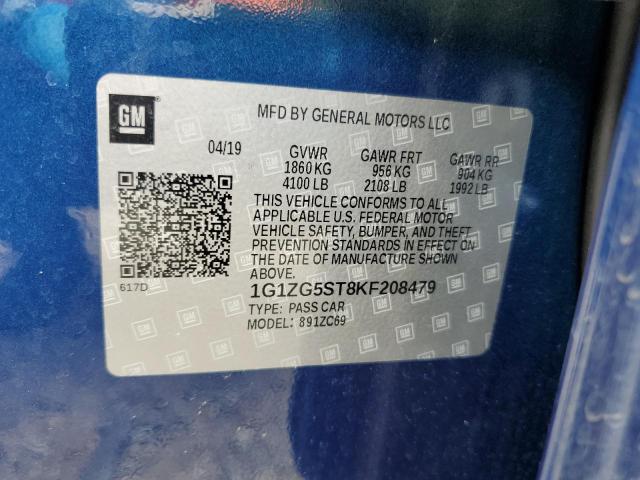 GM
MFD BY GENERAL MOTORS LLC
04/19 GVWR GAWR FRT GAWR RR
1860 KG 956 KG 904 KG
4100 LB 2108 LB 1992 LB
THIS VEHICLE CONFORMS TO ALL
APPLICABLE U.S. FEDERAL MOTOR
VEHICLE SAFETY, BUMPER, AND THEFT
PREVENTION STANDARDS IN EFFECT ON
THE DATE OF MANUFACTURE SHOWN
ABOVE.
617D
1G1ZG5ST8KF208479
TYPE: PASS CAR
MODEL: 891ZC69